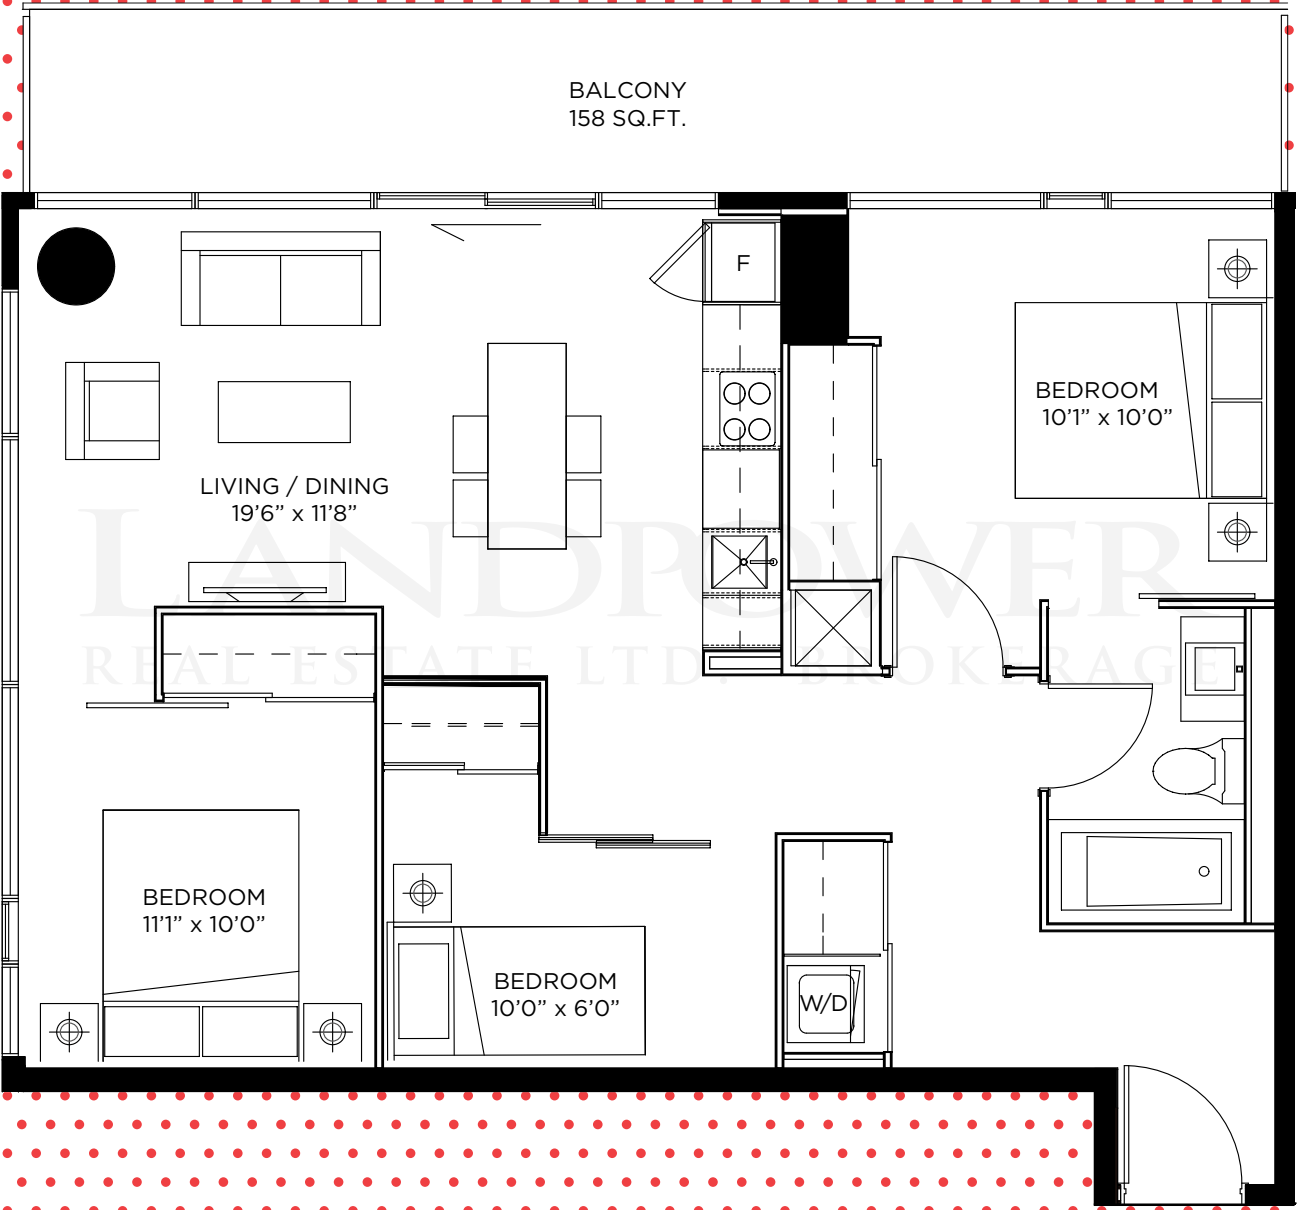 BALCONY
158 SQ.FT.
F
BEDROOM
10’1” x 10’0”
LIVING / DINING
19’6” x 11’8”
LANDPOWER
REAL ESTATE LTD. BROKERAGE
BEDROOM
11’1” x 10’0”
BEDROOM
10’0” x 6’0”
W/D